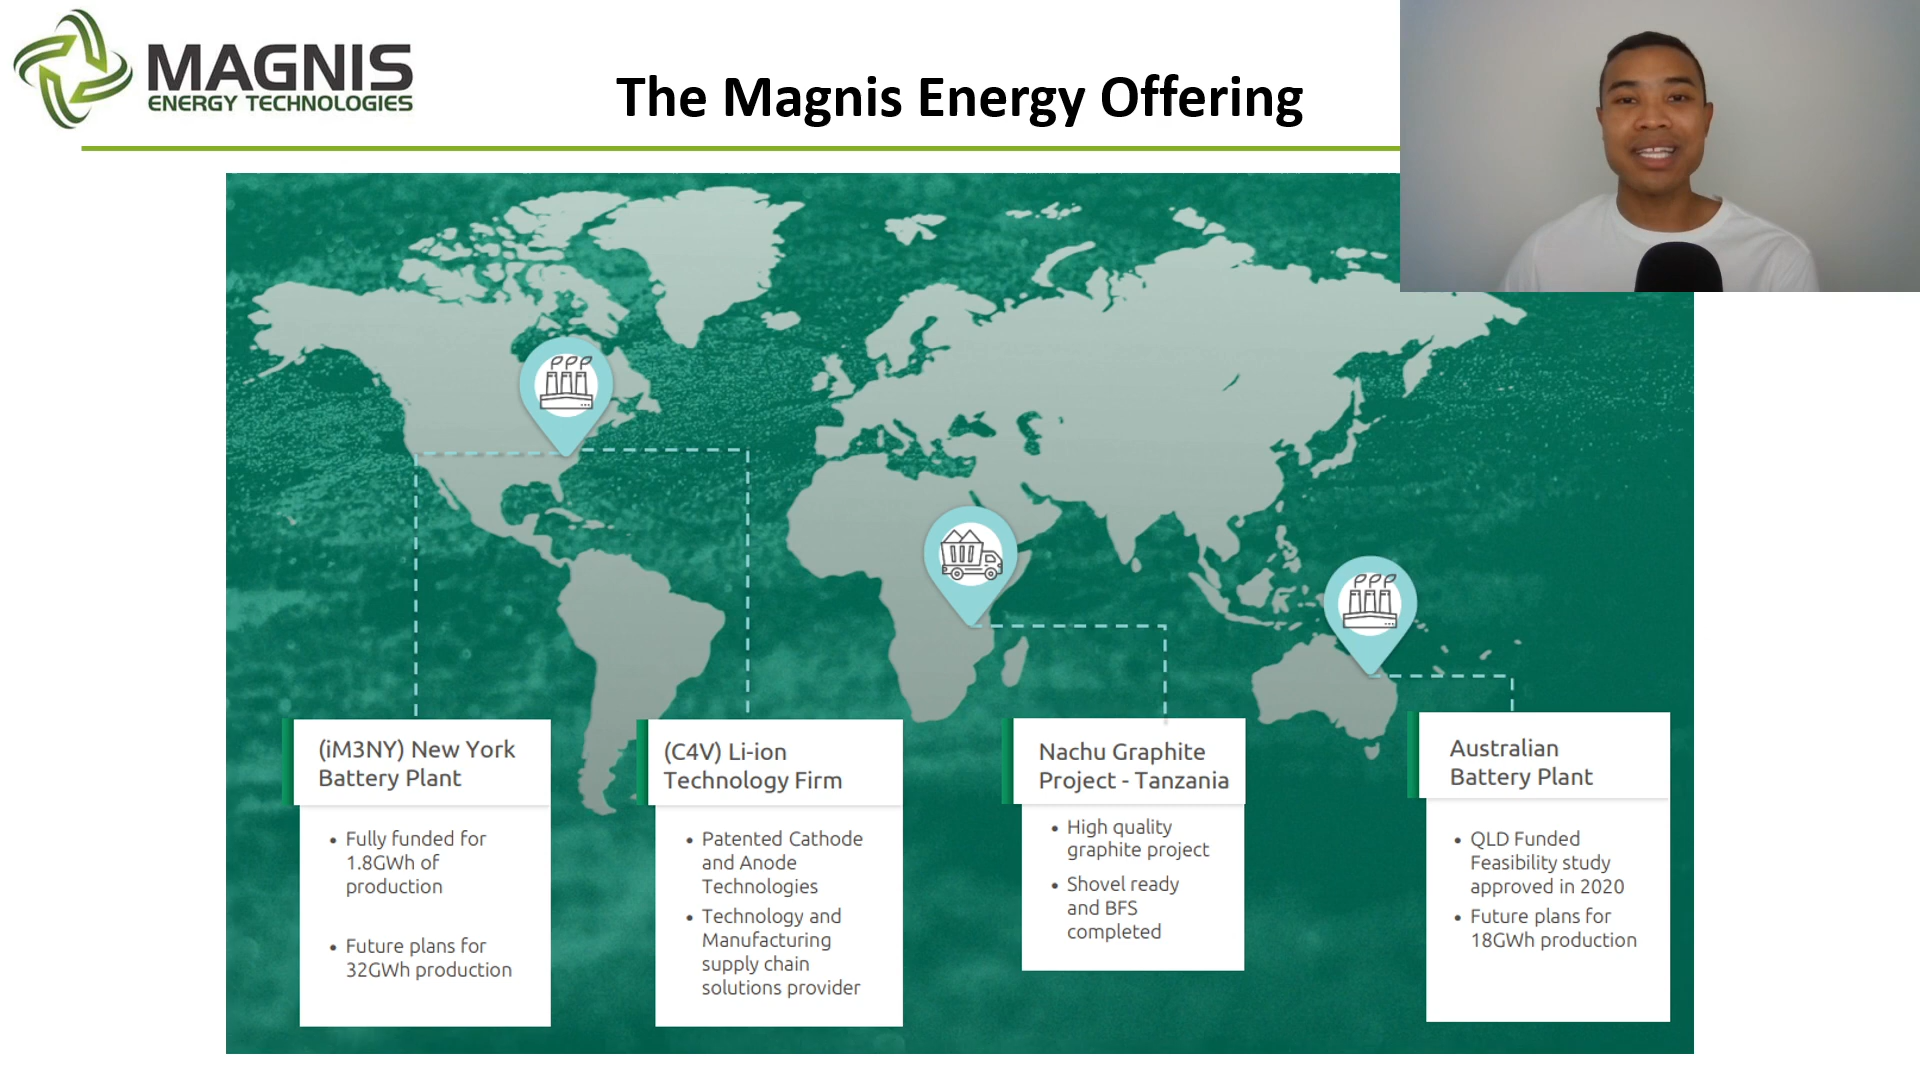 MAGNIS
ENERGY TECHNOLOGIES
The Magnis Energy Offering
(iM3NY) New York
Battery Plant
• Fully funded for
1.8GWh of
production
• Future plans for
32GWh production
(C4V) Li-ion
Technology Firm
• Patented Cathode
and Anode
Technologies
• Technology and
Manufacturing
supply chain
solutions provider
Nachu Graphite
Project - Tanzania
• High quality
graphite project
• Shovel ready
and BFS
completed
Australian
Battery Plant
• QLD Funded
Feasibility study
approved in 2020
• Future plans for
18GWh production